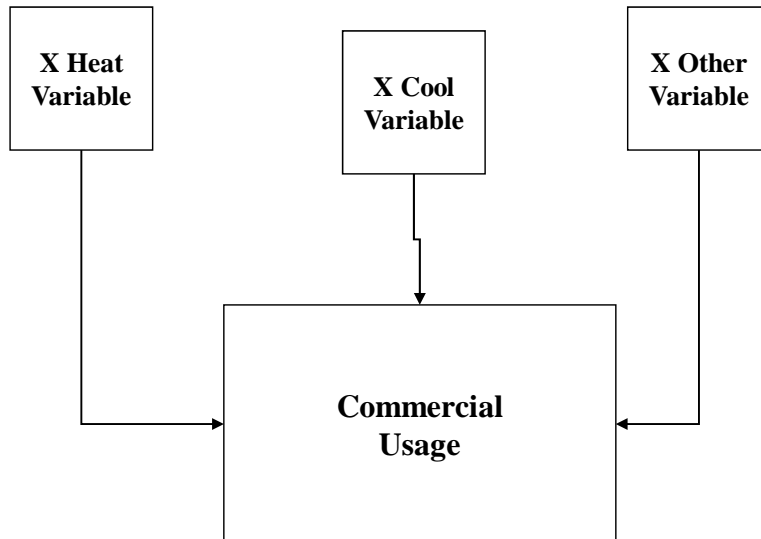 X Heat
Variable
X Cool
Variable
X Other
Variable
Commercial
Usage